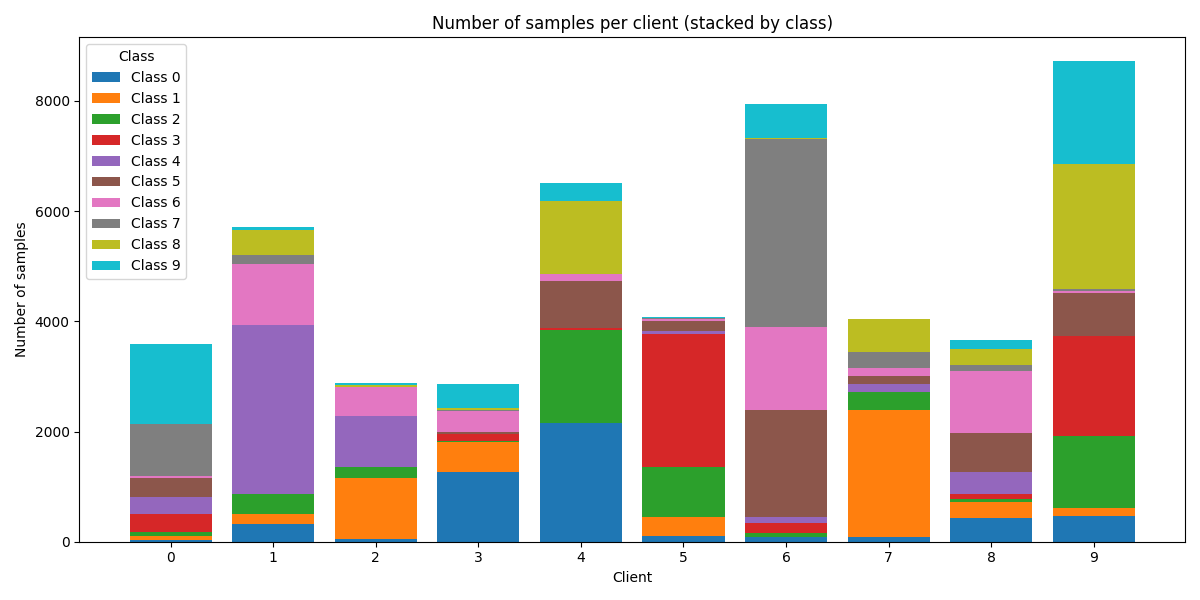 Number of samples per client (stacked by class)
Class
Class 0
Class 1
Class 2
Class 3
Class 4
Class 5
Class 6
Class 7
Class 8
Class 9
Number of samples
8000
6000
4000
2000
0
0 1 2 3 4 5 6 7 8 9
Client